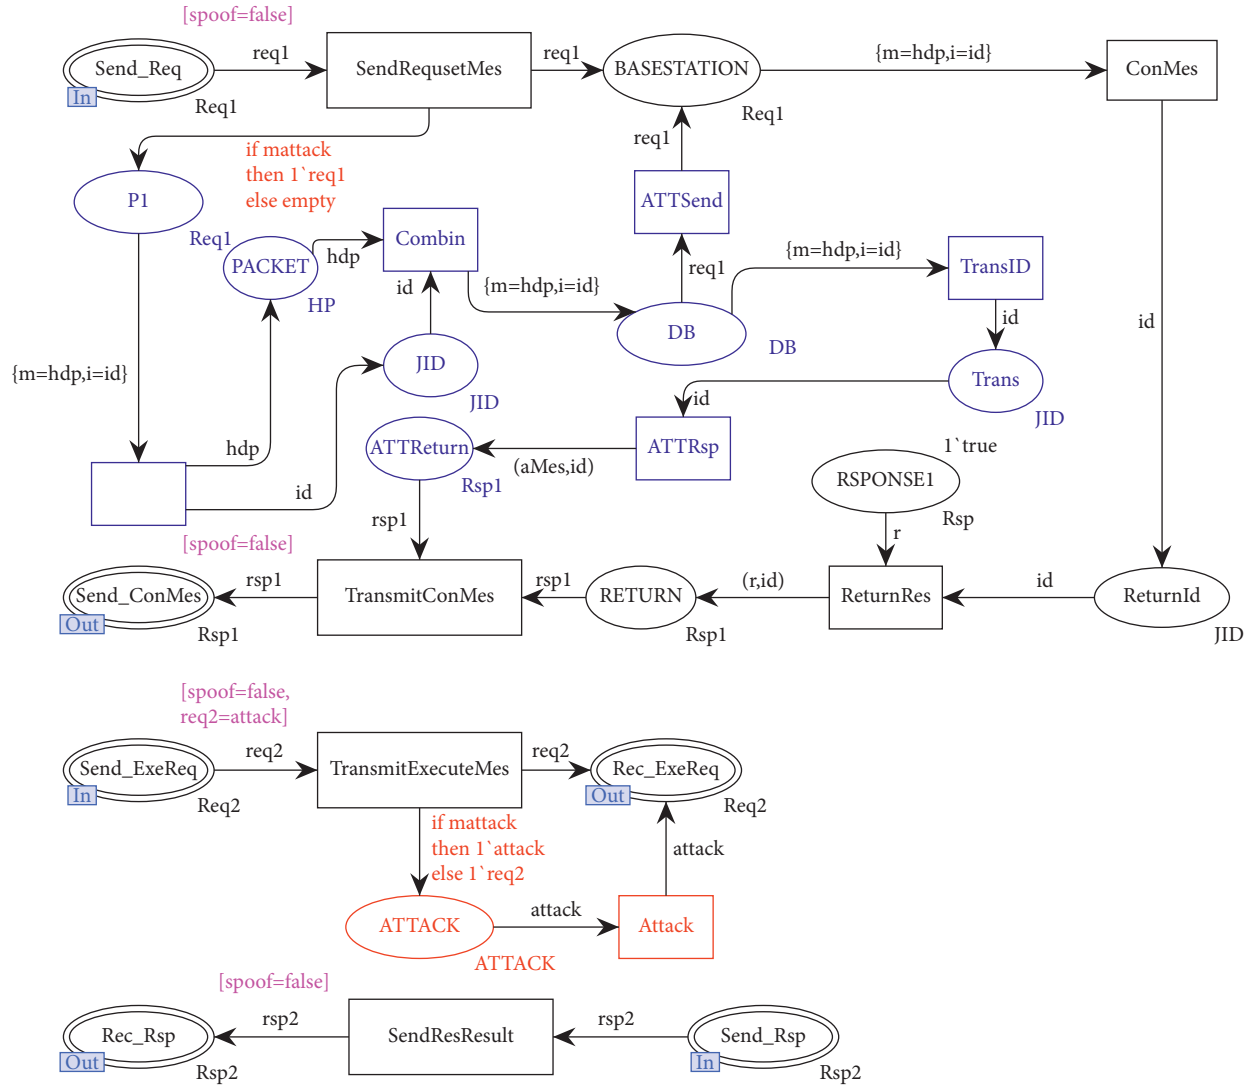 [spoof=false]
Send_Req
In
Req1
req1
SendRequsetMes
req1
BASESTATION
Req1
{m=hdp,i=id}
ConMes
if mattack
then 1`req1
else empty
P1
Req1
req1
ATTSend
req1
PACKET
HP
hdp
Combin
id
{m=hdp,i=id}
DB
DB
{m=hdp,i=id}
TransID
id
id
JID
JID
Trans
JID
{m=hdp,i=id}
hdp
id
id
ATTReturn
Rsp1
(aMes,id)
ATTRsp
1`true
RSPONSE1
Rsp
rsp1
r
[spoof=false]
Send_ConMes
Out
Rsp1
rsp1
TransmitConMes
rsp1
RETURN
Rsp1
(r,id)
ReturnRes
id
ReturnId
JID
[spoof=false,
req2=attack]
Send_ExeReq
In
Req2
req2
TransmitExecuteMes
req2
Rec_ExeReq
Out
Req2
if mattack
then 1`attack
else 1`req2
attack
ATTACK
ATTACK
attack
Attack
[spoof=false]
Rec_Rsp
Out
Rsp2
rsp2
SendResResult
rsp2
Send_Rsp
In
Rsp2